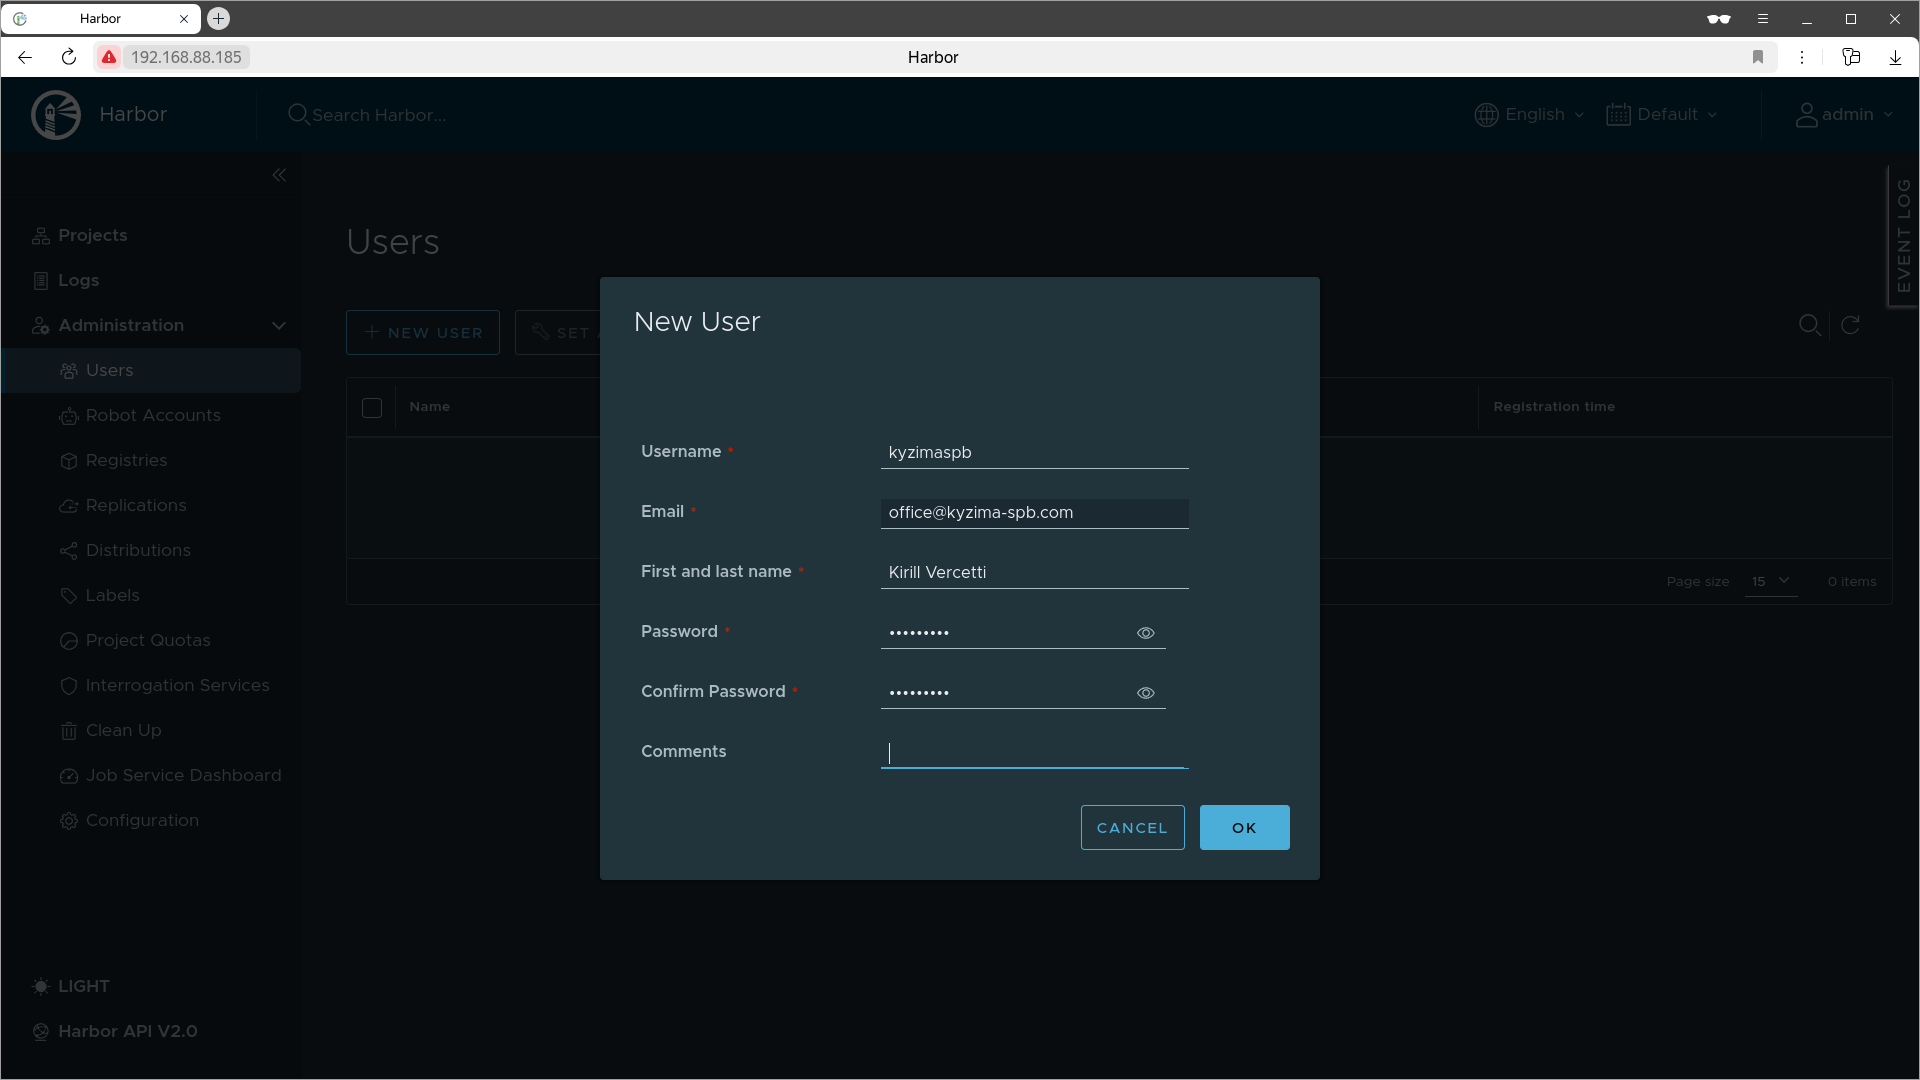 Harbor
192.168.88.185
Harbor
Harbor
Search Harbor...
English
Default
admin
EVENT LOG
Projects
Logs
Administration
Users
Robot Accounts
Registries
Replications
Distributions
Labels
Project Quotas
Interrogation Services
Clean Up
Job Service Dashboard
Configuration
LIGHT
Harbor API V2.0
Users
NEW USER
SET
Name
Registration time
Page size
15
0 items
New User
Username *
kyzimaspb
Email *
office@kyzima-spb.com
First and last name *
Kirill Vercetti
Password *
•••••••••
Confirm Password *
•••••••••
Comments
CANCEL
OK